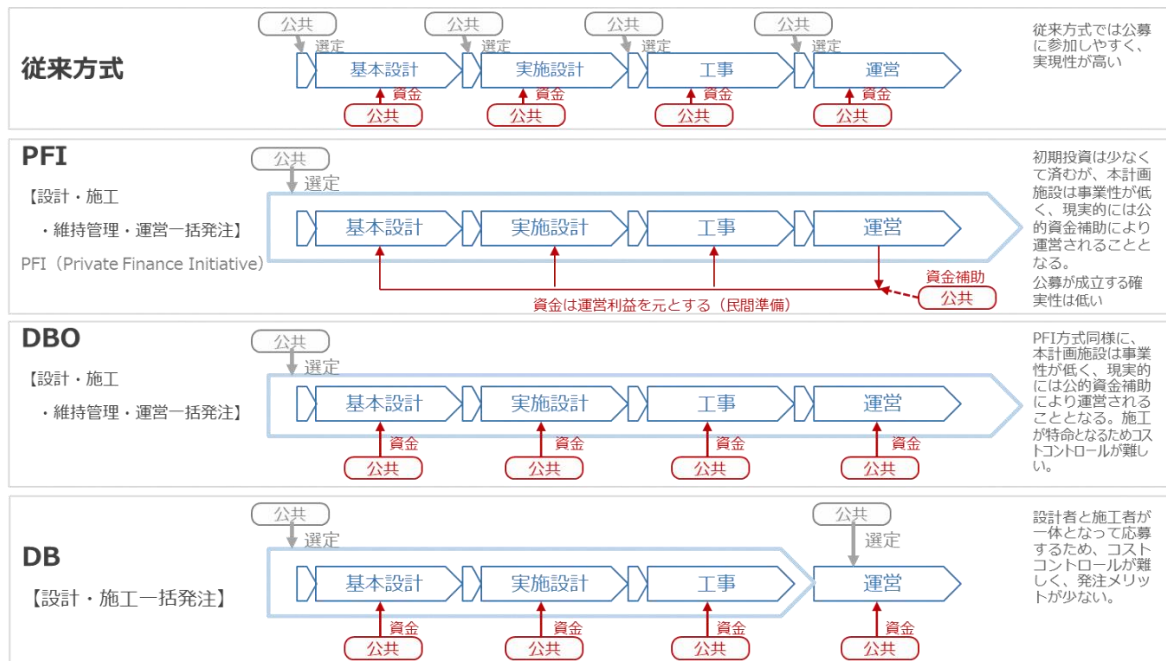 公共 公共 公共 公共
選定 選定 選定 選定
従来方式
基本設計 実施設計 工事 運営
資金 資金 資金 資金
公共 公共 公共 公共
従来方式では公募
に参加しやすく、
実現性が高い
PFI
公共
選定
【設計・施工
・維持管理・運営一括発注】
PFI（Private Finance Initiative）
基本設計 実施設計 工事 運営
資金補助
公共
資金は運営利益を元とする（民間準備）
初期投資は少なく
て済むが、本計画
施設は事業性が低
く、現実的には公
的資金補助により
運営されることと
なる。
公募が成立する確
実性は低い
DBO
公共
選定
【設計・施工
・維持管理・運営一括発注】
基本設計 実施設計 工事 運営
資金 資金 資金 資金
公共 公共 公共 公共
PFI方式同様に、
本計画施設は事業
性が低く、現実的
には公的資金補助
により運営される
こととなる。施工
が特命となるためコス
トコントロールが難し
い。
DB
公共 公共
選定 選定
【設計・施工一括発注】
基本設計 実施設計 工事 運営
資金 資金 資金 資金
公共 公共 公共 公共
設計者と施工者が
一体となって応募
するため、コスト
コントロールが難
しく、発注メリッ
トが少ない。